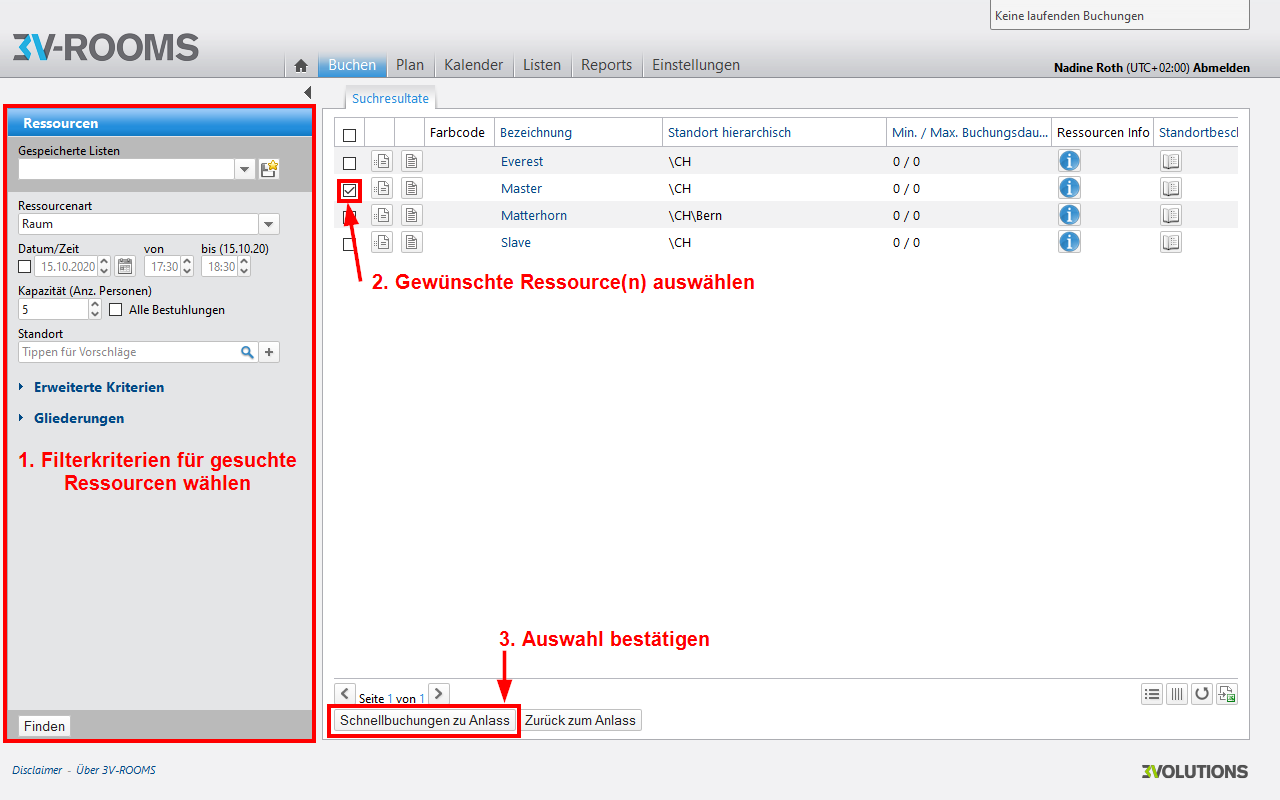 Keine laufenden Buchungen
3V-ROOMS
Buchen Plan Kalender Listen Reports Einstellungen
Nadine Roth (UTC+02:00) Abmelden
Suchresultate
Ressourcen
Gespeicherte Listen
Ressourcenart
Raum
Datum/Zeit von bis (15.10.20)
15.10.2020 17:30 18:30
Kapazität (Anz. Personen)
5 Alle Bestuhlungen
Standort
Tippen für Vorschläge
Erweiterte Kriterien
Gliederungen
1. Filterkriterien für gesuchte
Ressourcen wählen
Finden
Farbcode Bezeichnung Standort hierarchisch Min. / Max. Buchungsdau... Ressourcen Info Standortbesch
Everest \CH 0 / 0
Master \CH 0 / 0
Matterhorn \CH\Bern 0 / 0
Slave \CH 0 / 0
2. Gewünschte Ressource(n) auswählen
3. Auswahl bestätigen
Seite 1 von 1
Schnellbuchungen zu Anlass Zurück zum Anlass
Disclaimer - Über 3V-ROOMS
3VOLUTIONS